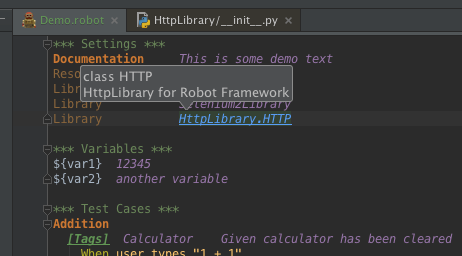 Demo.robot × HttpLibrary/__init__.py ×
*** Settings ***
Documentation This is some demo text
Reso
class HTTP
Lib
HttpLibrary for Robot Framework
Library Selenium2Library
Library HttpLibrary.HTTP
*** Variables ***
${var1} 12345
${var2} another variable
*** Test Cases ***
Addition
[Tags] Calculator Given calculator has been cleared
When user types "1 + 1"